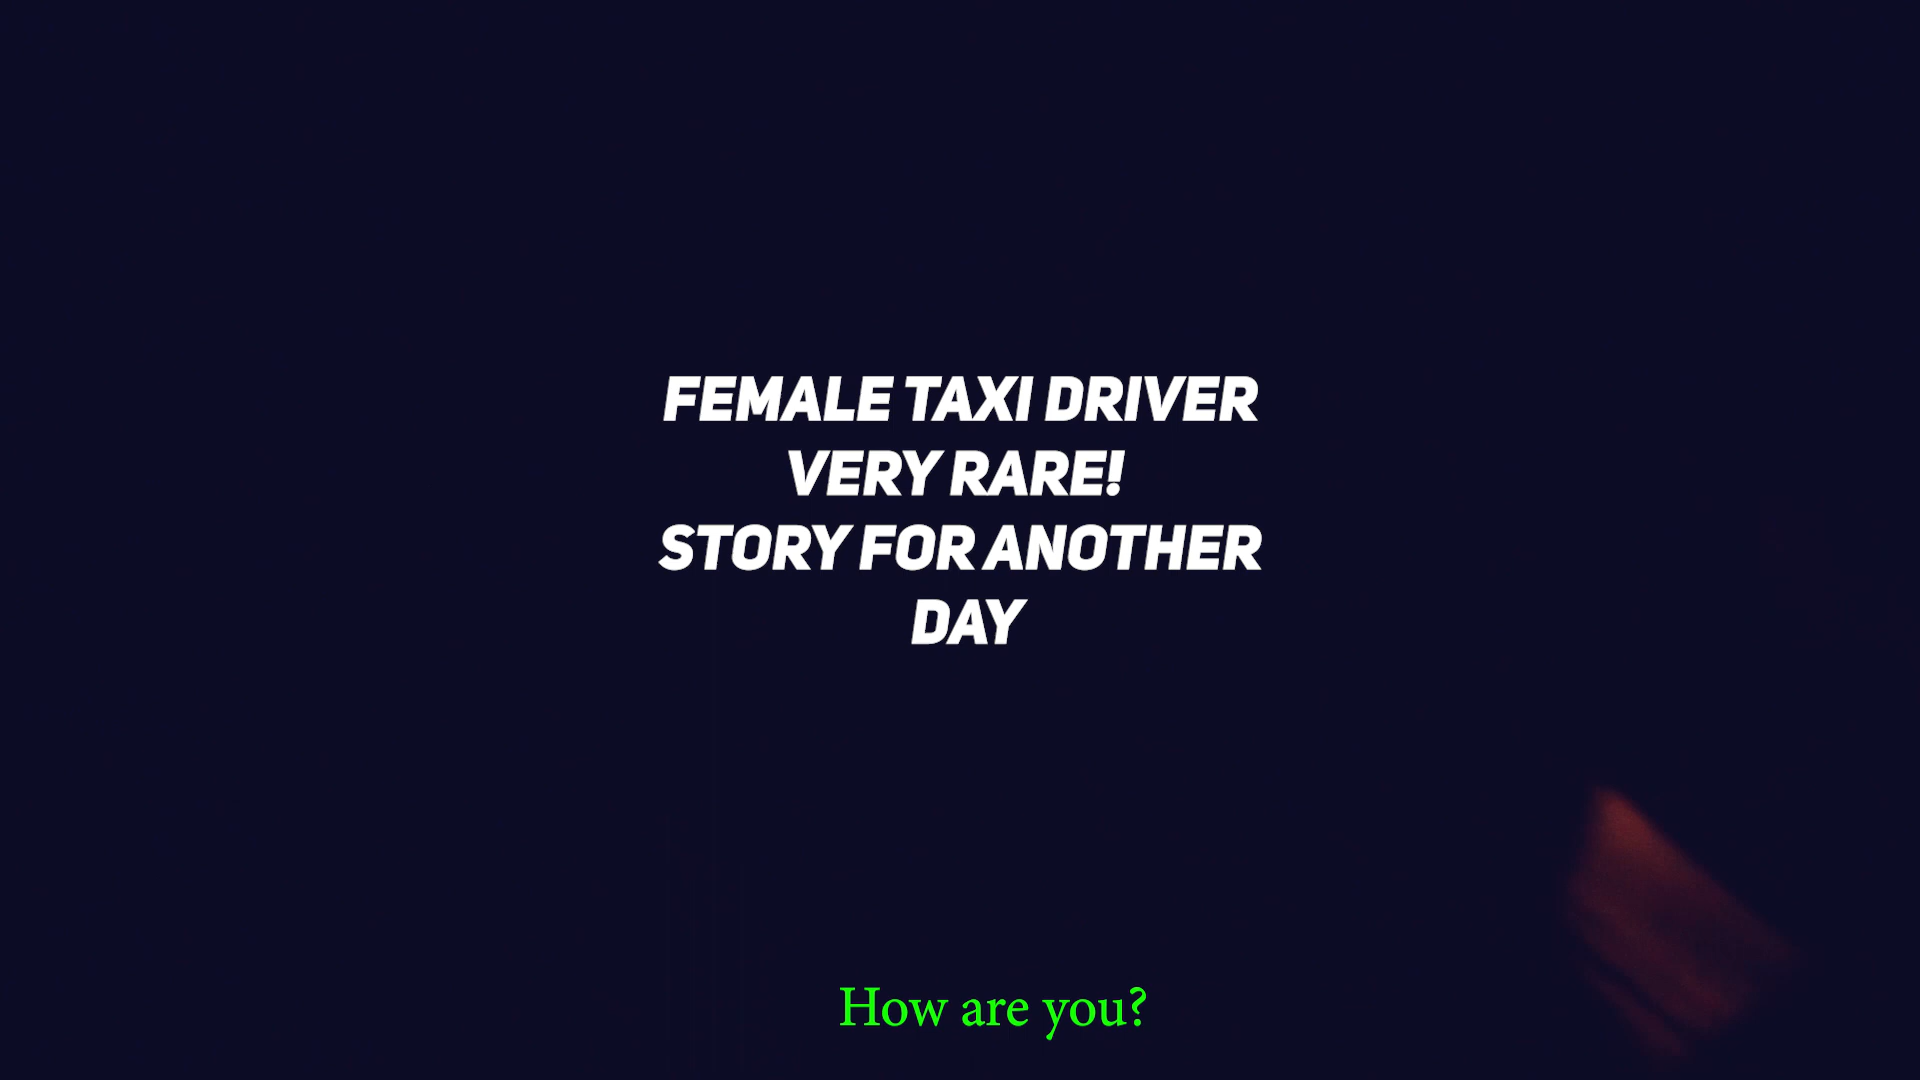 FEMALE TAXI DRIVER
VERY RARE!
STORY FOR ANOTHER
DAY
How are you?